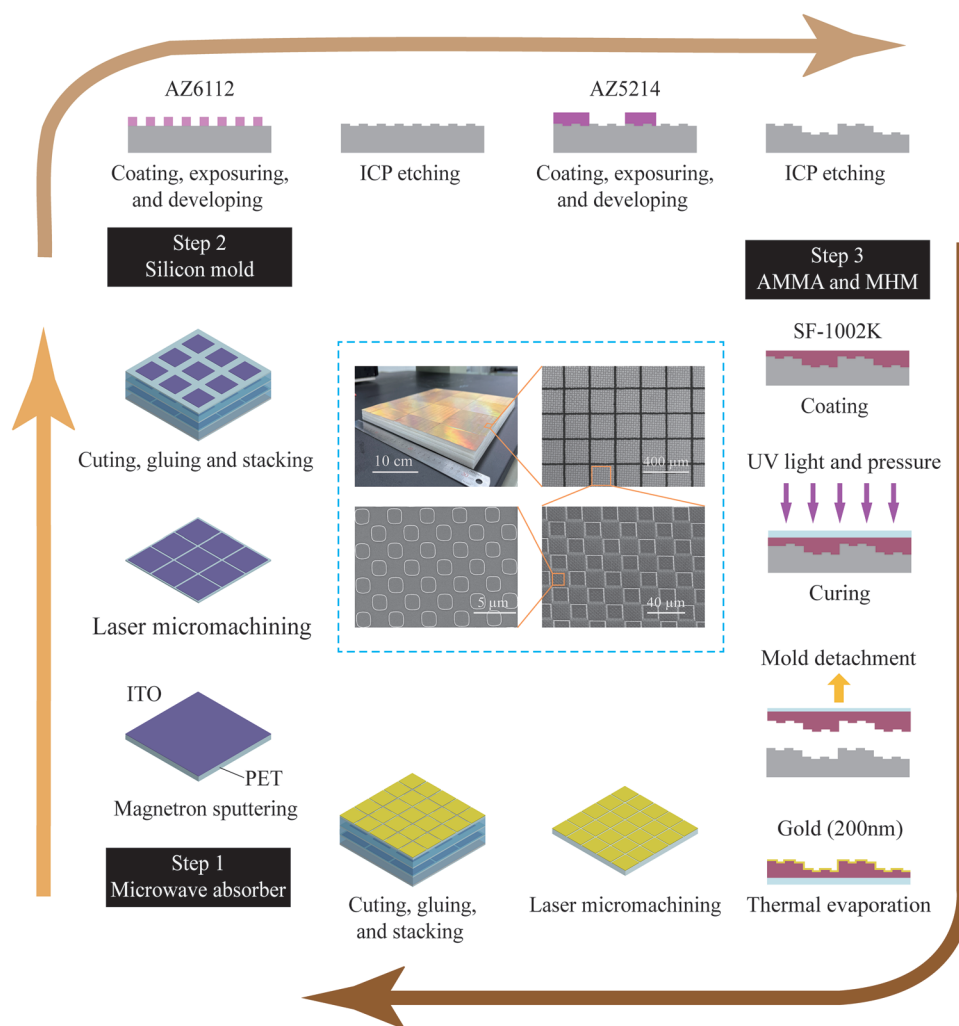 AZ6112
Coating, exposuring,
and developing
ICP etching
AZ5214
Coating, exposuring,
and developing
ICP etching
Step 2
Silicon mold
Step 3
AMMA and MHM
SF-1002K
Coating
UV light and pressure
Curing
Mold detachment
Gold (200nm)
Thermal evaporation
Cuting, gluing and stacking
Laser micromachining
ITO
PET
Magnetron sputtering
Step 1
Microwave absorber
10 cm
400 μm
5 μm
40 μm
Cuting, gluing,
and stacking
Laser micromachining